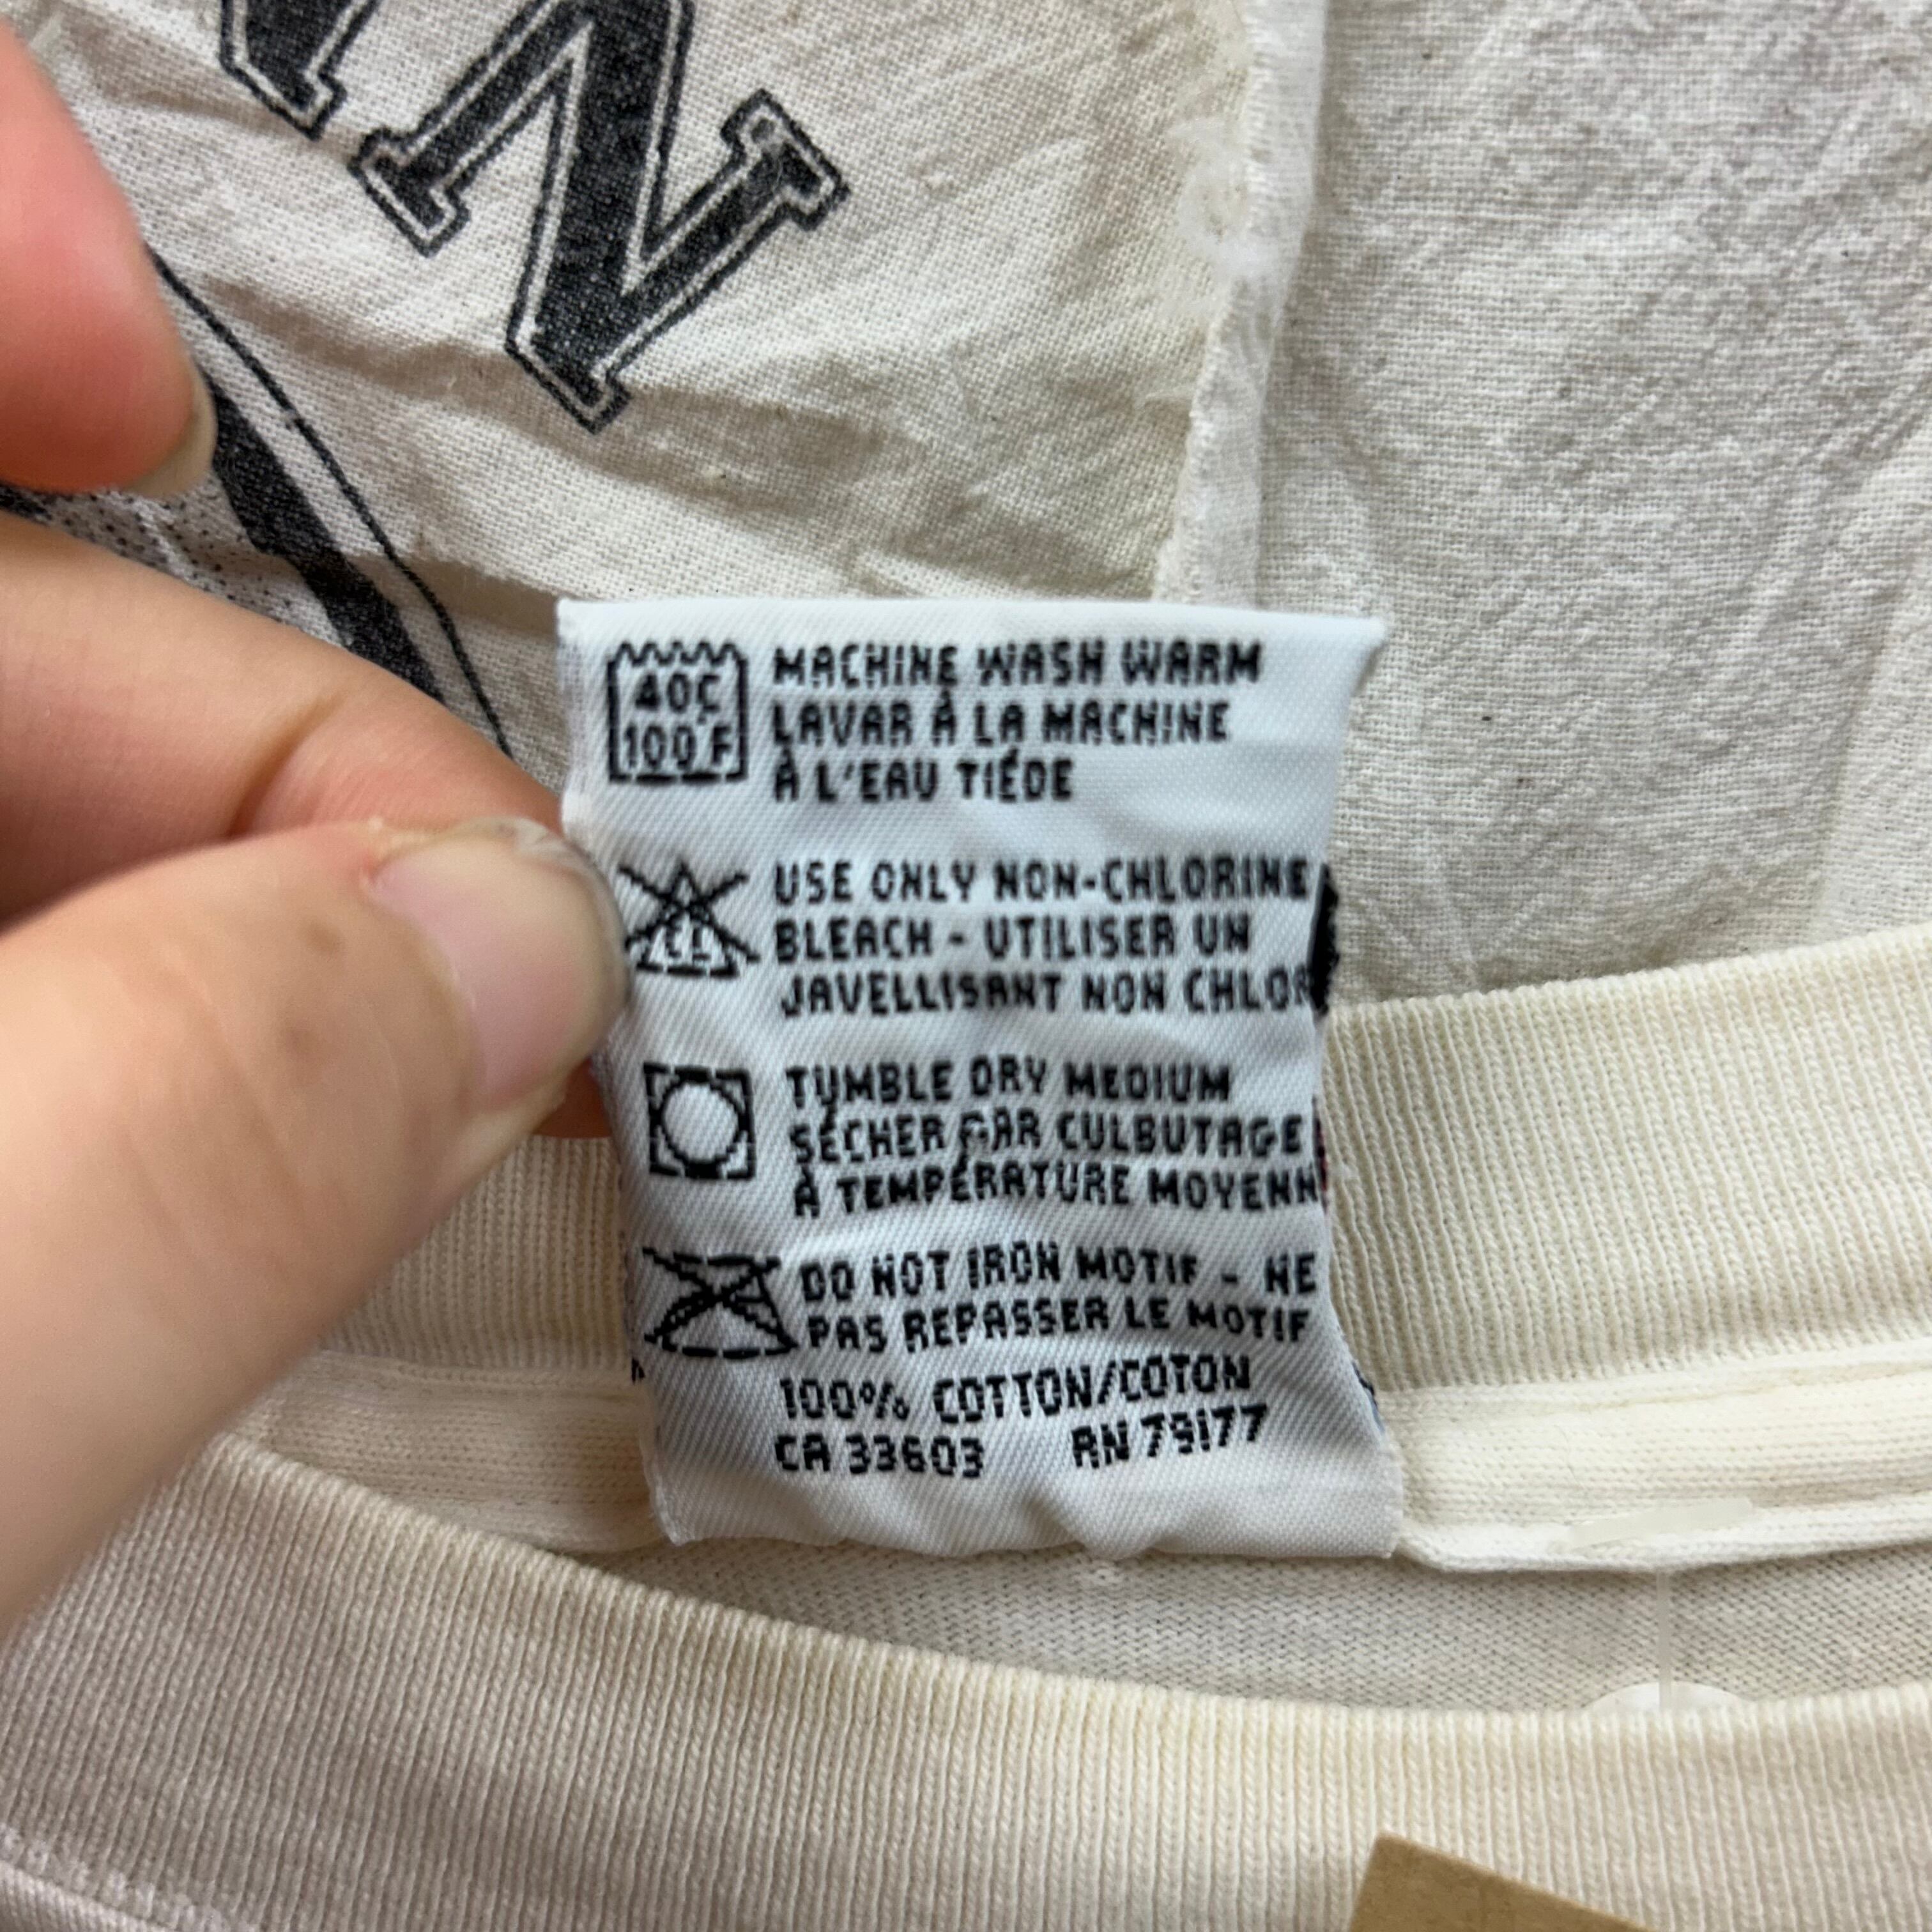 N
40C
100 F
MACHINE WASH WARM
LAVAR À LA MACHINE
À L'EAU TIÉDE
CL
USE ONLY NON-CHLORINE
BLEACH - UTILISER UN
JAVELLISANT NON CHLOR
TUMBLE DRY MEDIUM
SÉCHER PAR CULBUTAGE
À TEMPÉRATURE MOYENN
DO NOT IRON MOTIF - NE
PAS REPASSER LE MOTIF
100% COTTON/COTON
CA 33603 RN 79177